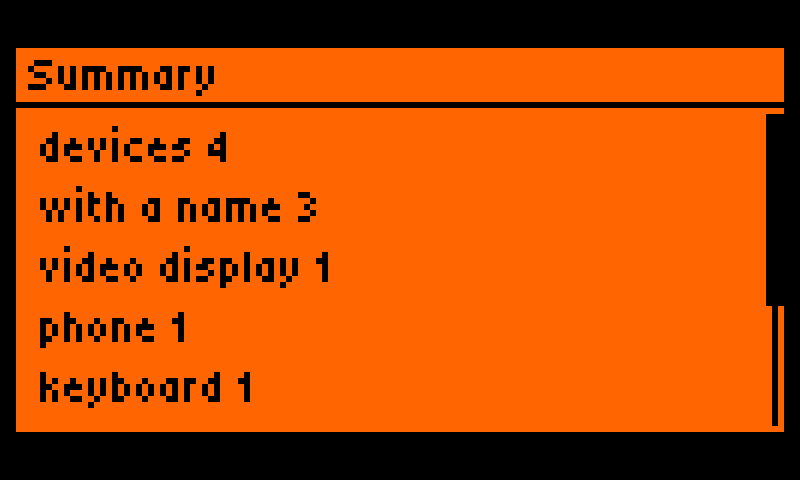 Summary
devices 4
with a name 3
video display 1
phone 1
keyboard 1